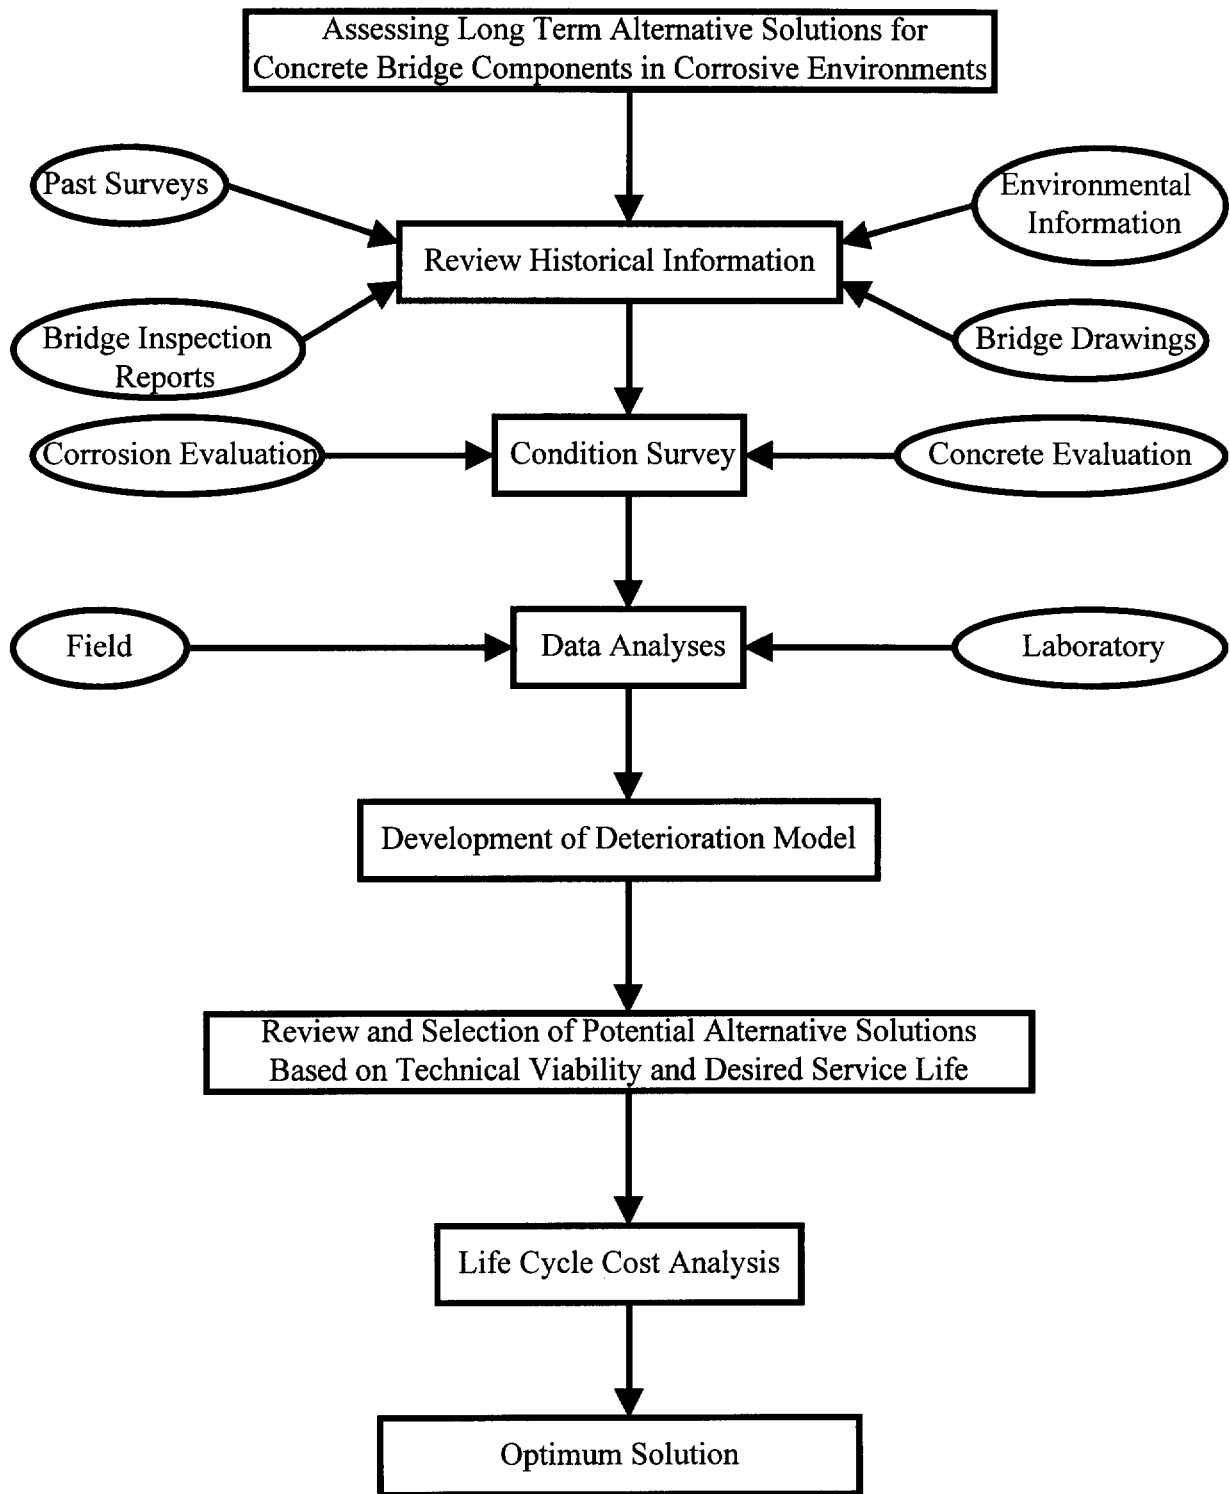 Assessing Long Term Alternative Solutions for
Concrete Bridge Components in Corrosive Environments
Past Surveys
Environmental
Information
Review Historical Information
Bridge Inspection
Reports
Bridge Drawings
Corrosion Evaluation
Condition Survey
Concrete Evaluation
Field
Data Analyses
Laboratory
Development of Deterioration Model
Review and Selection of Potential Alternative Solutions
Based on Technical Viability and Desired Service Life
Life Cycle Cost Analysis
Optimum Solution